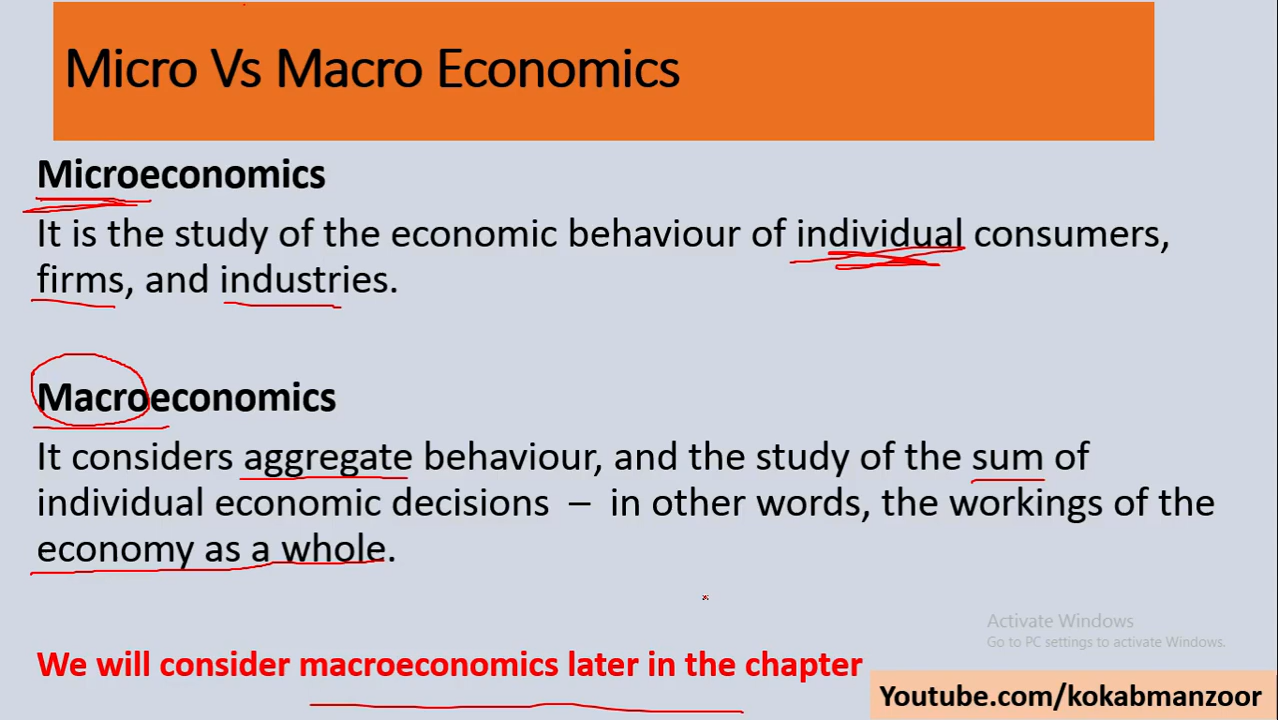 Micro Vs Macro Economics
Microeconomics
It is the study of the economic behaviour of individual consumers,
firms, and industries.
Macroeconomics
It considers aggregate behaviour, and the study of the sum of
individual economic decisions – in other words, the workings of the
economy as a whole.
Activate Windows
Go to PC settings to activate Windows.
We will consider macroeconomics later in the chapter
Youtube.com/kokabmanzoor